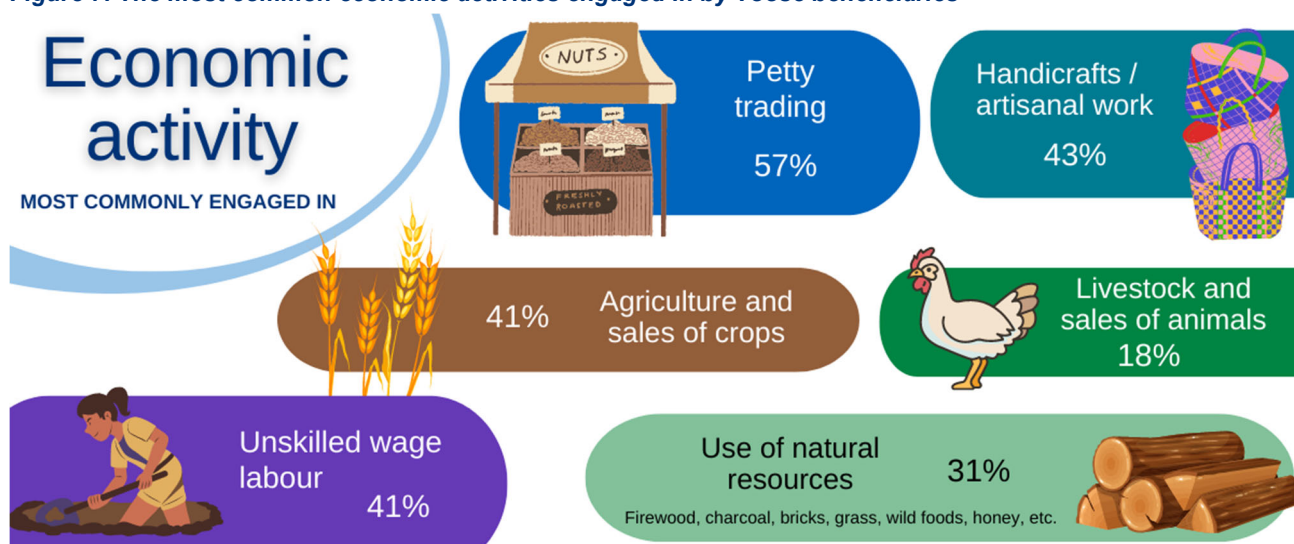 Economic
activity
MOST COMMONLY ENGAGED IN
NUTS
FRESHLY
ROASTED
Petty
trading
57%
Handicrafts /
artisanal work
43%
41%
Agriculture and
sales of crops
Livestock and
sales of animals
18%
Unskilled wage
labour
41%
Use of natural
resources
31%
Firewood, charcoal, bricks, grass, wild foods, honey, etc.